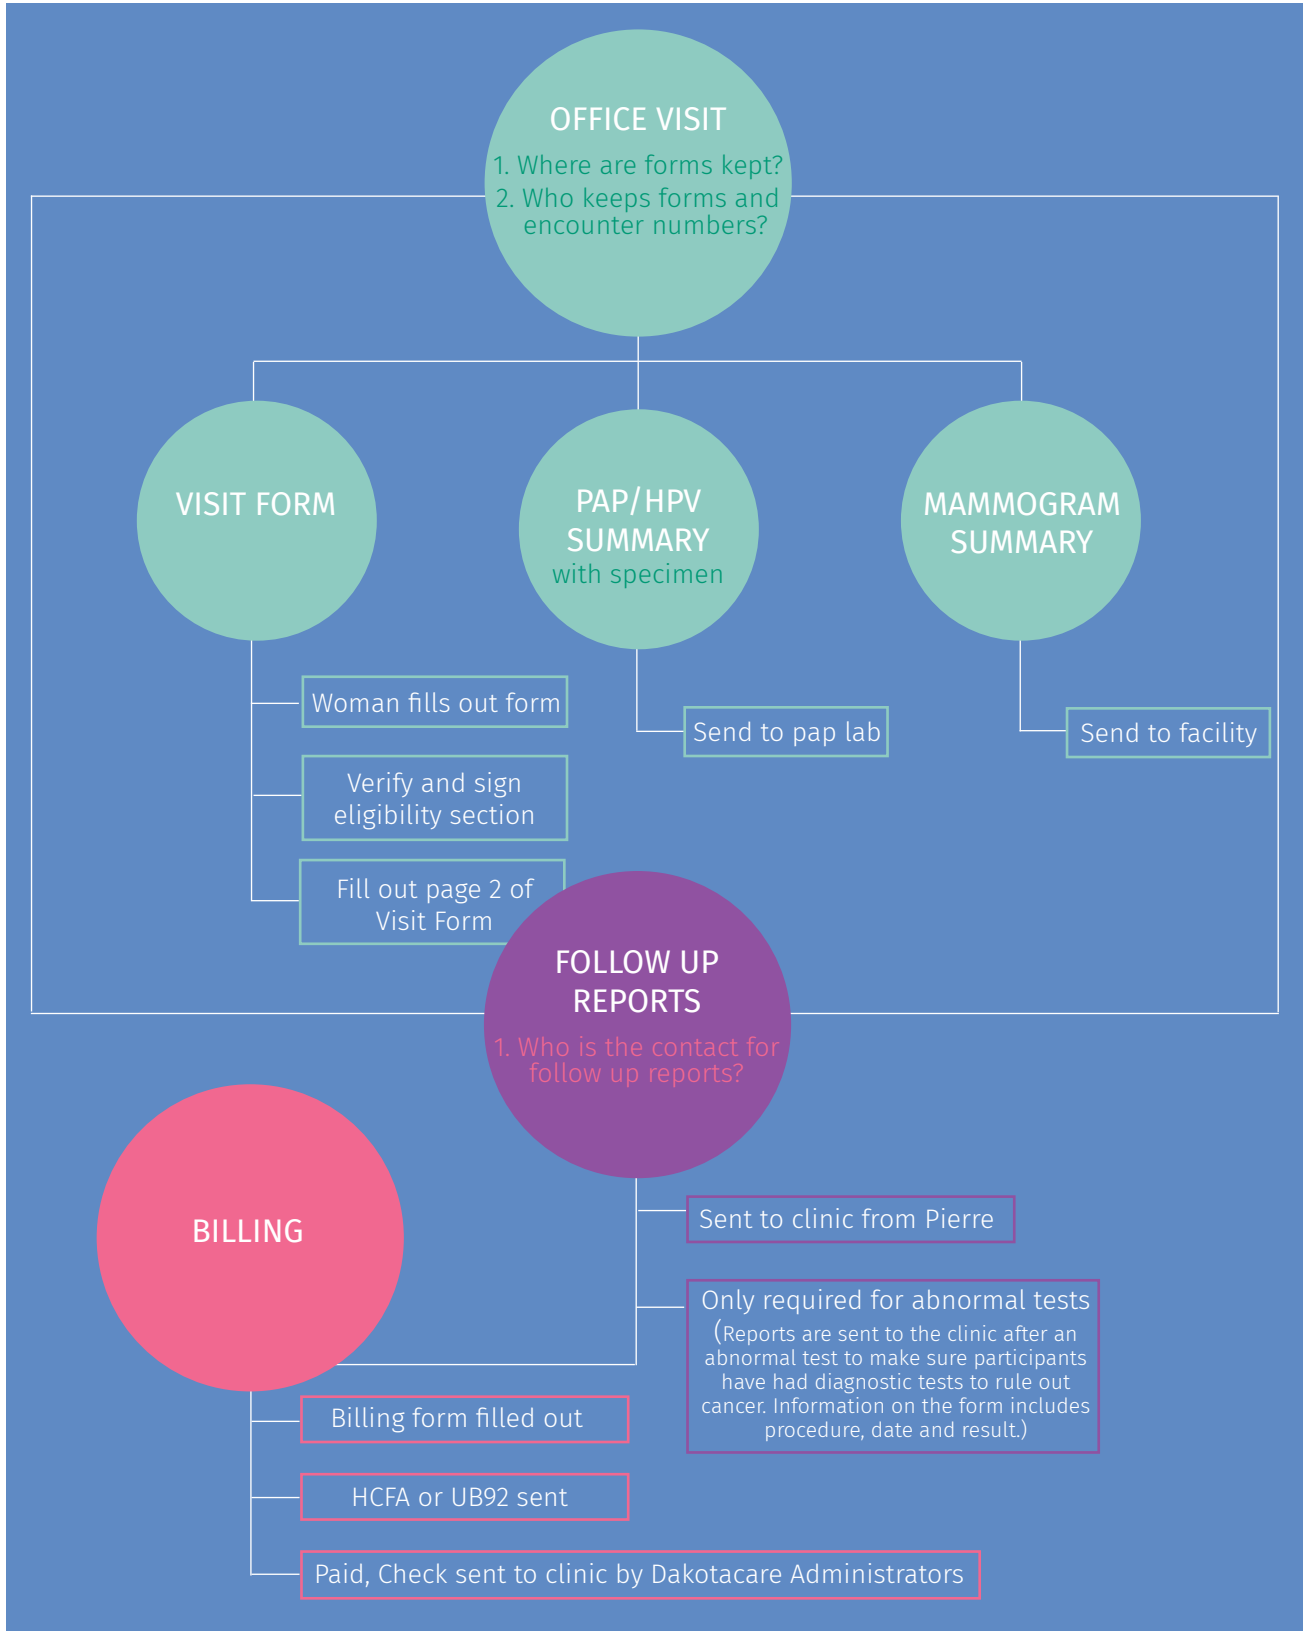 OFFICE VISIT
1. Where are forms kept?
2. Who keeps forms and
encounter numbers?
VISIT FORM
PAP/HPV
SUMMARY
with specimen
MAMMOGRAM
SUMMARY
Woman fills out form
Verify and sign
eligibility section
Fill out page 2 of
Visit Form
Send to pap lab
Send to facility
FOLLOW UP
REPORTS
1. Who is the contact for
follow up reports?
Sent to clinic from Pierre
Only required for abnormal tests
(Reports are sent to the clinic after an
abnormal test to make sure participants
have had diagnostic tests to rule out
cancer. Information on the form includes
procedure, date and result.)
BILLING
Billing form filled out
HCFA or UB92 sent
Paid, Check sent to clinic by Dakotacare Administrators